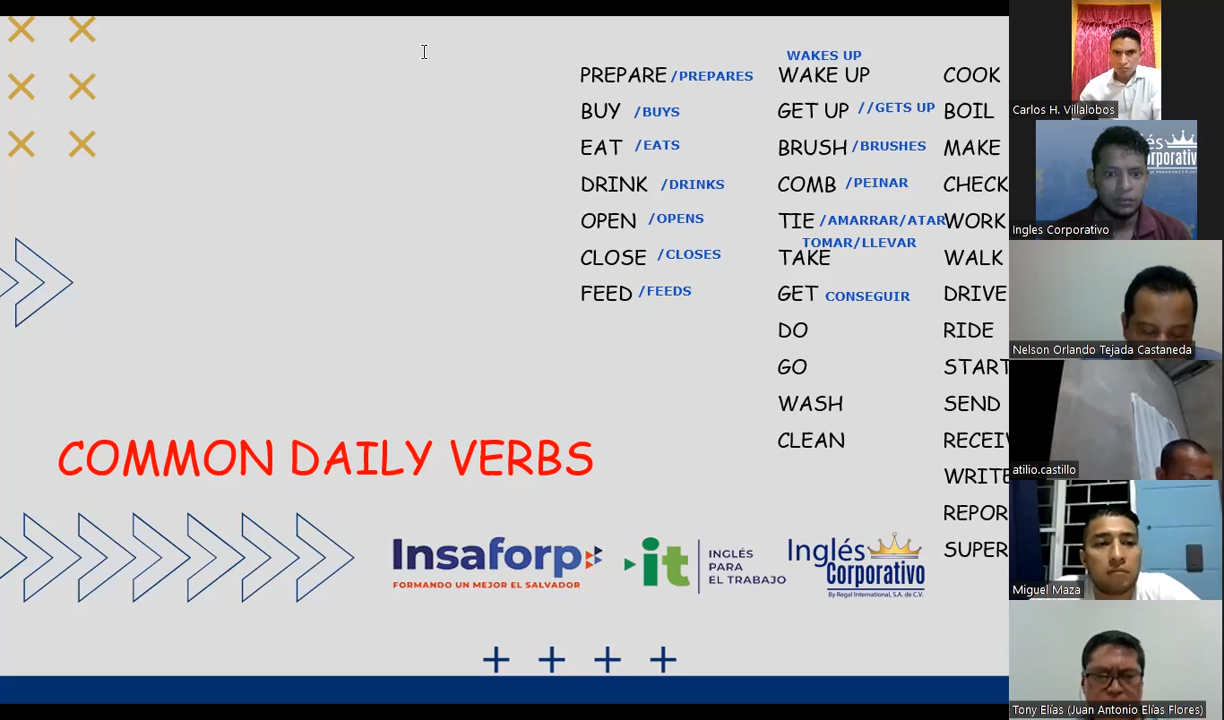 PREPARE /PREPARES
BUY /BUYS
EAT /EATS
DRINK /DRINKS
OPEN /OPENS
CLOSE /CLOSES
FEED /FEEDS
WAKES UP
WAKE UP
GET UP //GETS UP
BRUSH /BRUSHES
COMB /PEINAR
TIE /AMARRAR/ATAR
TOMAR/LLEVAR
TAKE
GET CONSEGUIR
DO
GO
WASH
CLEAN
COOK
BOIL
MAKE
CHECK
WORK
WALK
DRIVE
RIDE
START
SEND
RECEI
WRITE
REPOR
SUPER
COMMON DAILY VERBS
Insaforp
FORMANDO UN MEJOR EL SALVADOR
it
INGLÉS
PARA
EL TRABAJO
Inglés
Corporativo
By Regal International, S.A. de C.V.
Carlos H. Villalobos
Ingles Corporativo
Nelson Orlando Tejada Castaneda
atilio.castillo
Miguel Maza
Tony Elías (Juan Antonio Elías Flores)